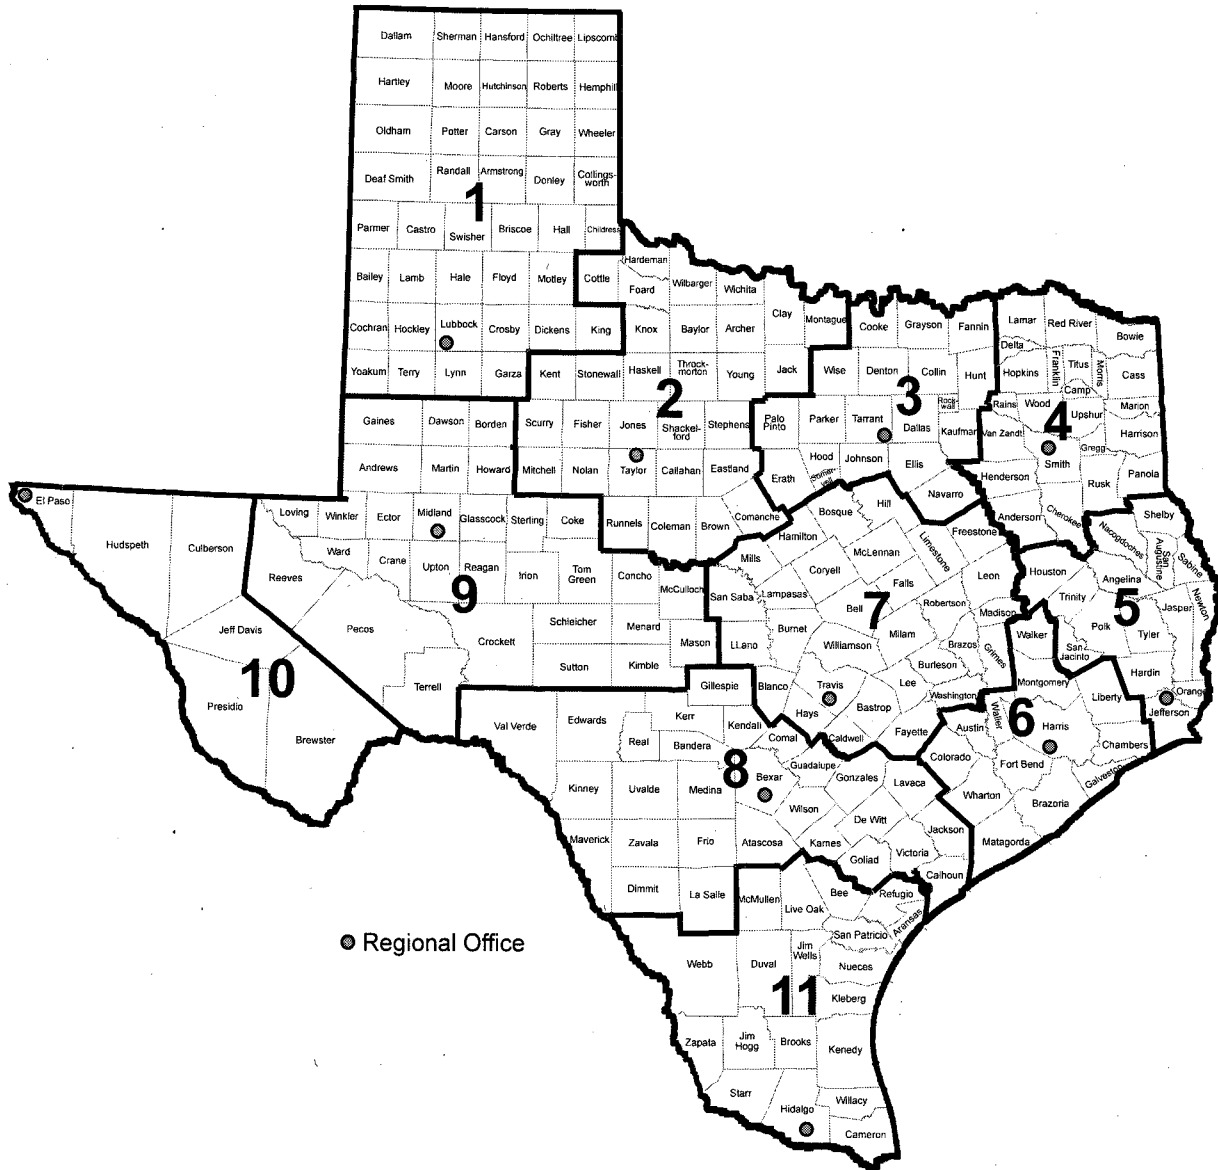 Dallam Sherman Hansford Ochiltree Lipscomb
Hartley Moore Hutchinson Roberts Hemphill
Oldham Potter Carson Gray Wheeler
Deaf Smith Randall Armstrong Donley Collings-
worth
1
Parmer Castro Swisher Briscoe Hall Childress
Bailey Lamb Hale Floyd Motley Cottle
Hardeman
Foard Wilbarger Wichita
Clay Montague Cooke Grayson Fannin
Lamar Red River Bowie
Cochran Hockley Lubbock Crosby Dickens King Knox Baylor Archer
Delta Hopkins Franklin Titus Camp Morris Cass
Yoakum Terry Lynn Garza Kent Stonewall Haskell Throck-
morton Young Jack Wise Denton Collin Hunt
2
3
4
Rains Wood Upshur Marion
Gaines Dawson Borden Scurry Fisher Jones Shackel-
ford Stephens Palo
Pinto Parker Tarrant Dallas Rock-
wall Kaufman Van Zandt Smith Gregg Harrison
Andrews Martin Howard Mitchell Nolan Taylor Callahan Eastland Erath Hood Somer-
vell Johnson Ellis Henderson Rusk Panola
El Paso Hudspeth Culberson
Loving Winkler Ector Midland Glasscock Sterling Coke Runnels Coleman Brown Comanche
Bosque Hill Navarro Freestone Anderson Cherokee Nacogdoches Shelby
San
Augustine Sabine
Reeves Ward Crane Upton Reagan Irion Tom
Green Concho McCulloch
9
San Saba Mills Hamilton Lampasas Coryell McLennan Limestone Falls Leon
Houston Trinity Angelina Jasper Newton
5
7
Bell Robertson Madison
Walker Polk Tyler San
Jacinto
Jeff Davis Pecos Crockett Schleicher Menard Mason LLano Burnet Williamson Milam Brazos Grimes
10
Presidio Brewster Terrell Sutton Kimble
Gillespie Blanco Travis Hays Bastrop Lee Burleson Washington
Montgomery Liberty Hardin Orange Jefferson
6
Val Verde Edwards Real Kerr Bandera Kendall Comal Caldwell Fayette Austin Waller Harris Chambers
8
Kinney Uvalde Medina Bexar Guadalupe Gonzales Lavaca Colorado Fort Bend Galveston
Wilson De Witt Wharton Brazoria
Maverick Zavala Frio Atascosa Karnes Goliad Victoria Jackson Matagorda
Dimmit La Salle McMullen Live Oak Bee Refugio Calhoun
Aransas
San Patricio
Regional Office
Webb Duval Jim
Wells Nueces
11
Kleberg
Zapata Jim
Hogg Brooks Kenedy
Starr Hidalgo Willacy
Cameron